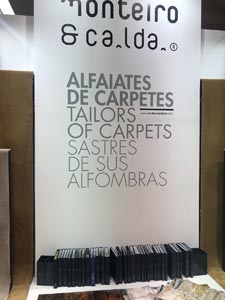 monteiro
& ca.lda.®
ALFAIATES
DE CARPETES
TAILORS
OF CARPETS
SASTRES
DE SUS
ALFOMBRAS